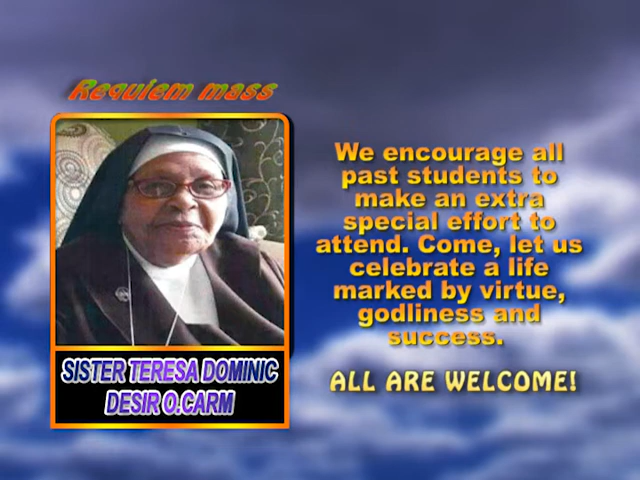 Requiem mass
SISTER TERESA DOMINIC
DESIR O.CARM
We encourage all
past students to
make an extra
special effort to
attend. Come, let us
celebrate a life
marked by virtue,
godliness and
success.
ALL ARE WELCOME!